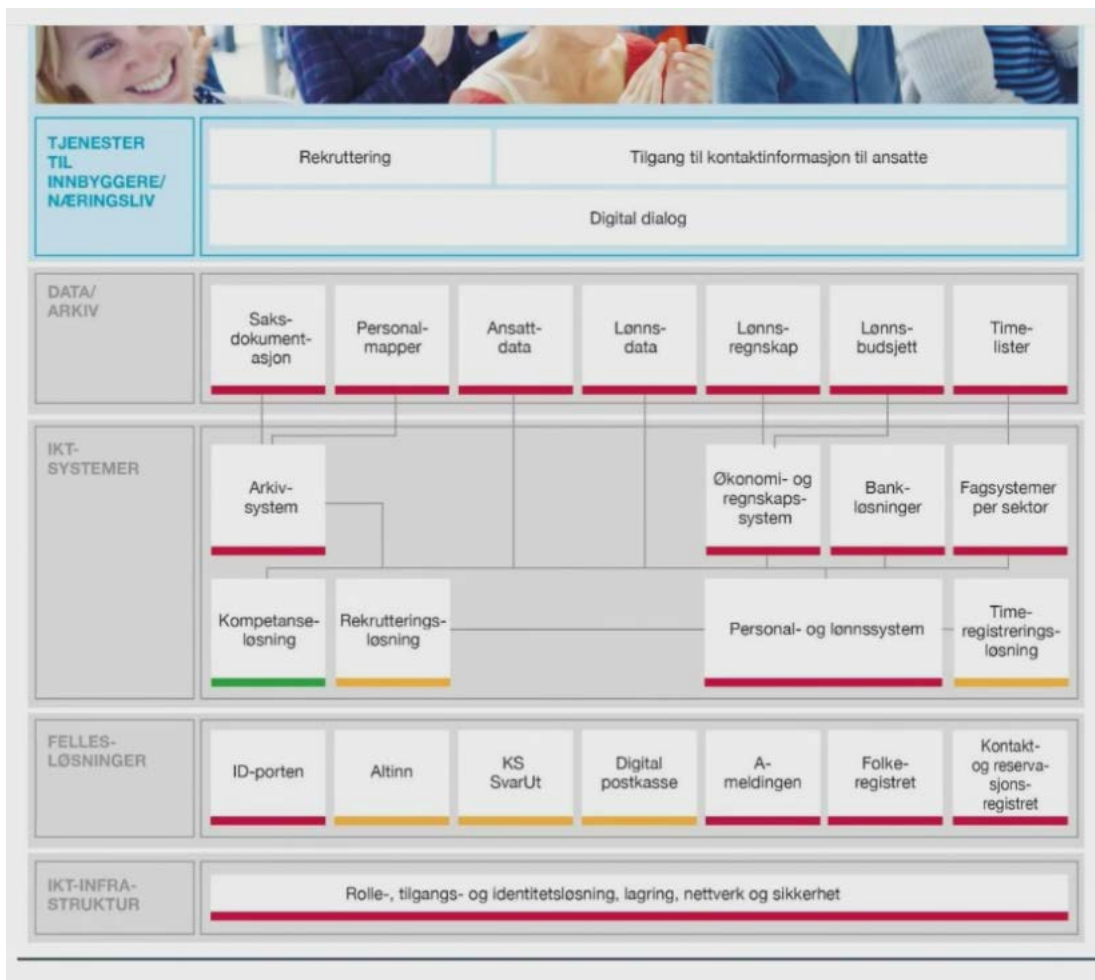 TJENESTER
TIL
INNBYGGERE/
NÆRINGSLIV
Rekruttering
Tilgang til kontaktinformasjon til ansatte
Digital dialog
DATA/
ARKIV
Saks-
dokument-
asjon
Personal-
mapper
Ansatt-
data
Lønns-
data
Lønns-
regnskap
Lønns-
budsjett
Time-
lister
IKT-
SYSTEMER
Arkiv-
system
Økonomi- og
regnskaps-
system
Bank-
løsninger
Fagsystemer
per sektor
Kompetanse-
løsning
Rekrutterings-
løsning
Personal- og lønnssystem
Time-
registrerings-
løsning
FELLES-
LØSNINGER
ID-porten
Altinn
KS
SvarUt
Digital
postkasse
A-
meldingen
Folke-
registret
Kontakt-
og reserva-
sjons-
registret
IKT-INFRA-
STRUKTUR
Rolle-, tilgangs- og identitetsløsning, lagring, nettverk og sikkerhet